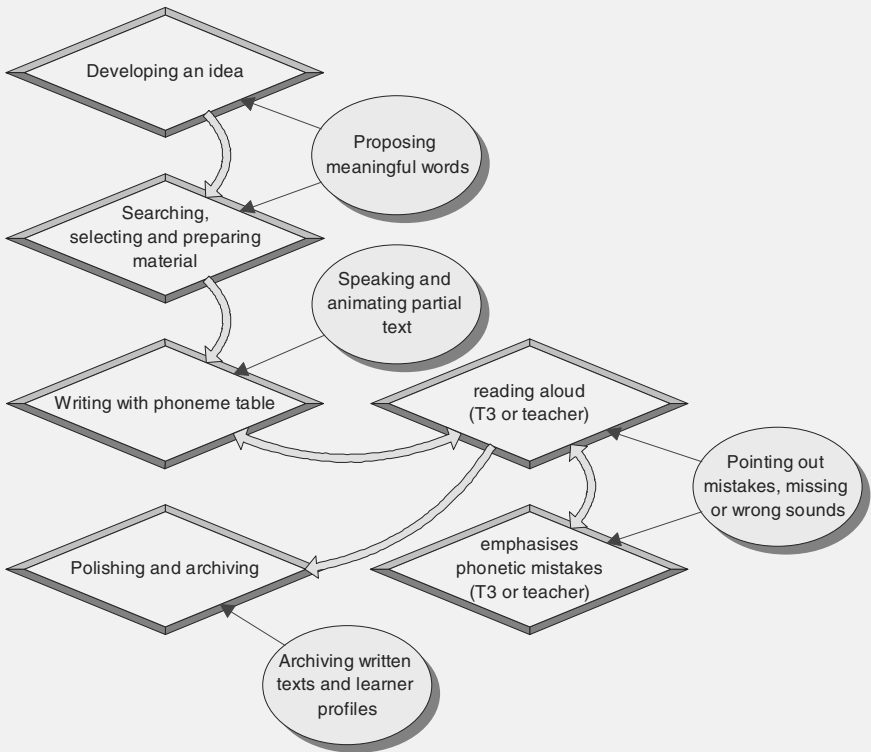 Developing an idea
Proposing
meaningful words
Searching,
selecting and preparing
material
Speaking and
animating partial
text
Writing with phoneme table
reading aloud
(T3 or teacher)
Pointing out
mistakes, missing
or wrong sounds
Polishing and archiving
emphasises
phonetic mistakes
(T3 or teacher)
Archiving written
texts and learner
profiles